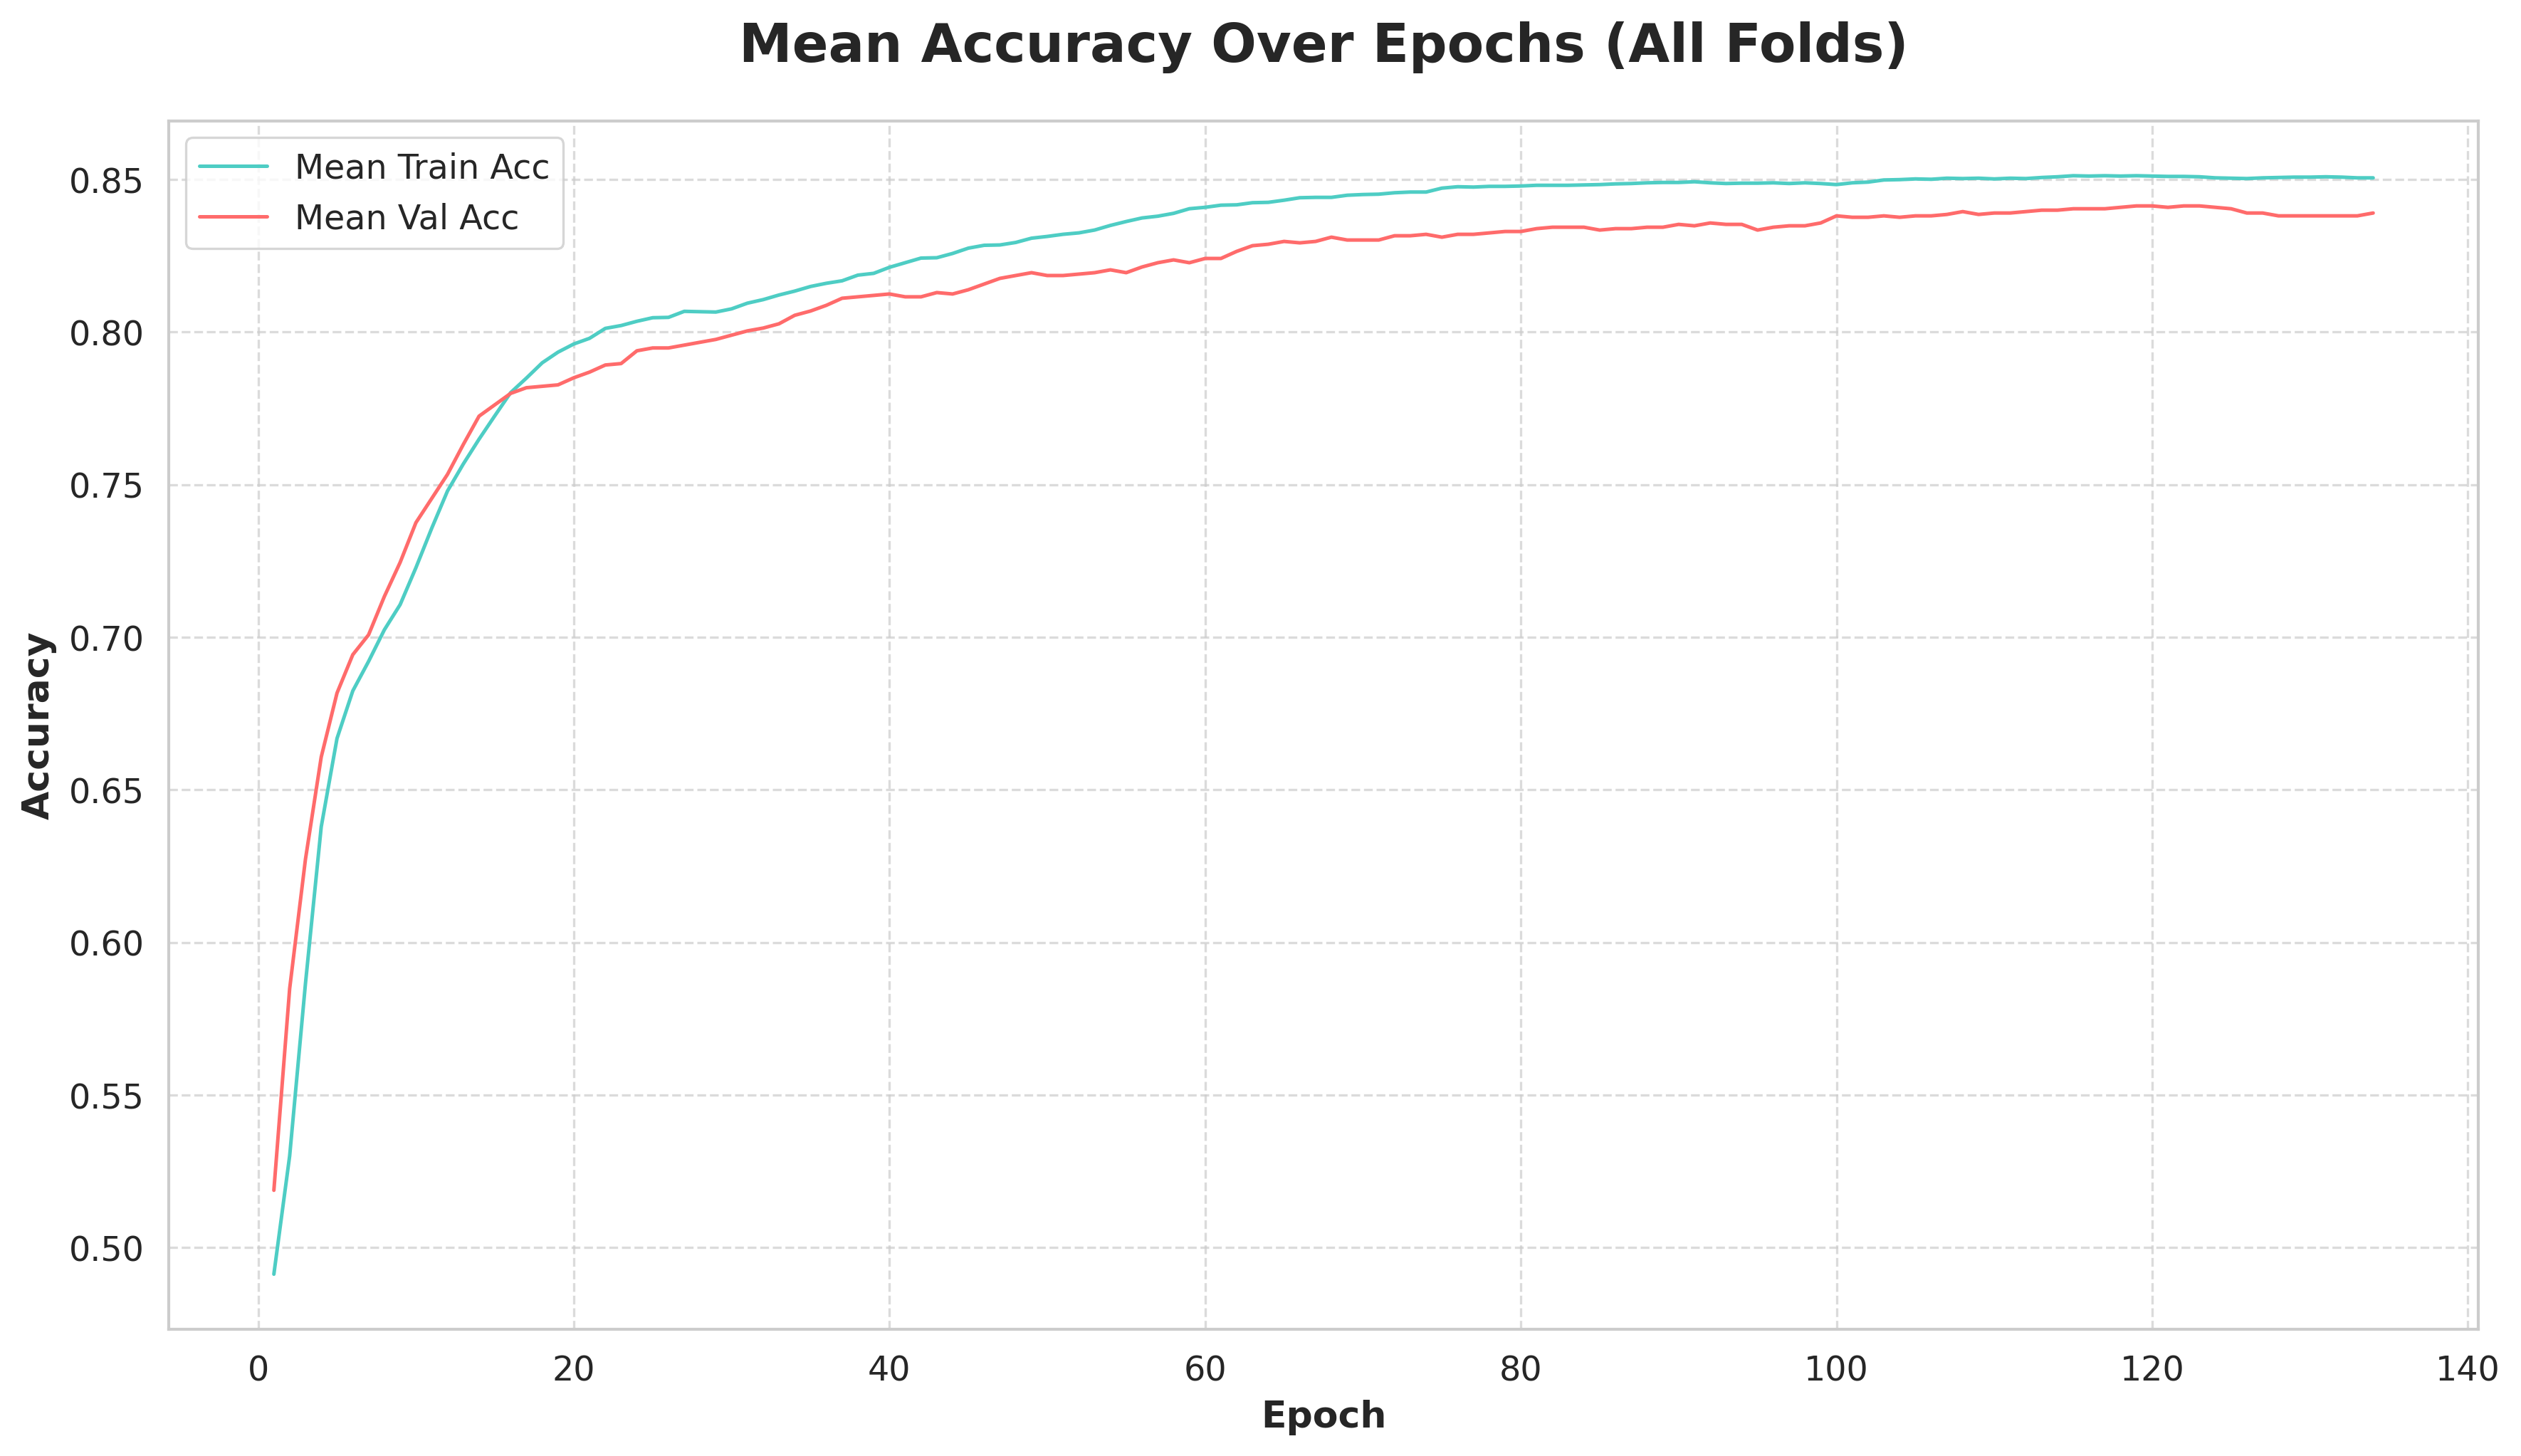 Mean Accuracy Over Epochs (All Folds)
Mean Train Acc
Mean Val Acc
0.85
0.80
0.75
0.70
0.65
0.60
0.55
0.50
Accuracy
0 20 40 60 80 100 120 140
Epoch